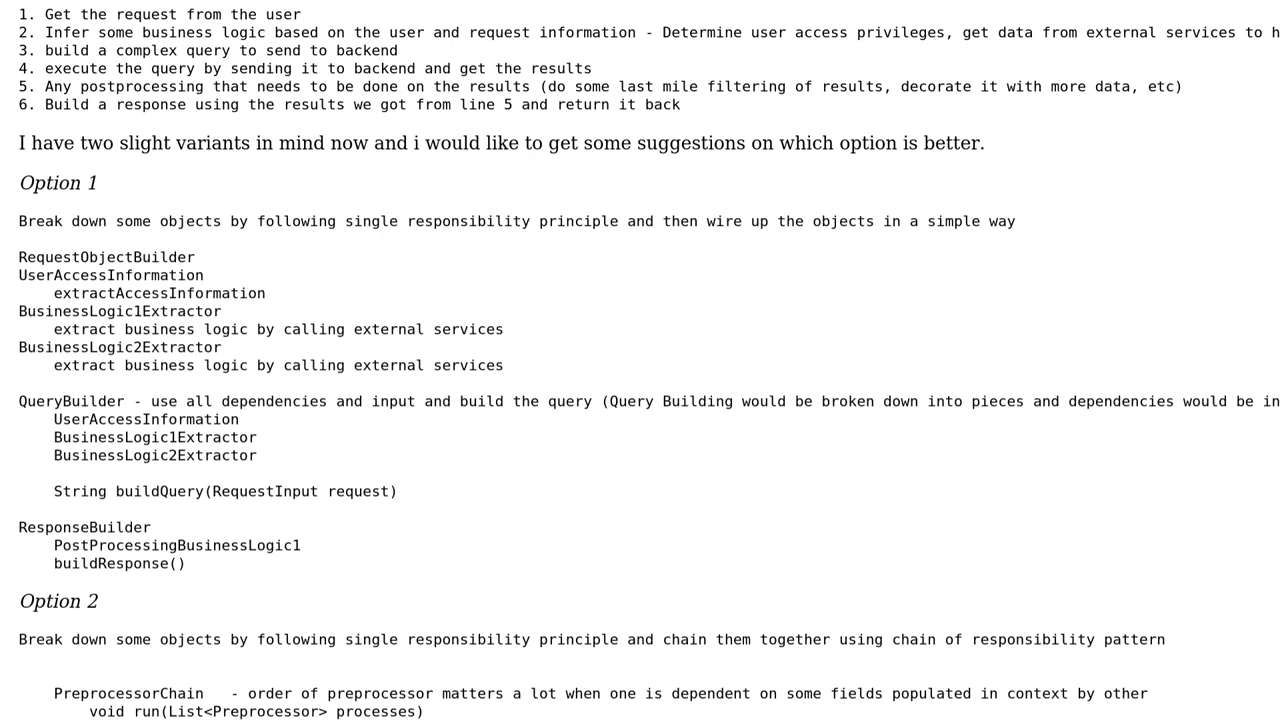 1. Get the request from the user
2. Infer some business logic based on the user and request information - Determine user access privileges, get data from external services to h
3. build a complex query to send to backend
4. execute the query by sending it to backend and get the results
5. Any postprocessing that needs to be done on the results (do some last mile filtering of results, decorate it with more data, etc)
6. Build a response using the results we got from line 5 and return it back
I have two slight variants in mind now and i would like to get some suggestions on which option is better.
Option 1
Break down some objects by following single responsibility principle and then wire up the objects in a simple way
RequestObjectBuilder
UserAccessInformation
    extractAccessInformation
BusinessLogic1Extractor
    extract business logic by calling external services
BusinessLogic2Extractor
    extract business logic by calling external services
QueryBuilder - use all dependencies and input and build the query (Query Building would be broken down into pieces and dependencies would be in
    UserAccessInformation
    BusinessLogic1Extractor
    BusinessLogic2Extractor
    String buildQuery(RequestInput request)
ResponseBuilder
    PostProcessingBusinessLogic1
    buildResponse()
Option 2
Break down some objects by following single responsibility principle and chain them together using chain of responsibility pattern
    PreprocessorChain   - order of preprocessor matters a lot when one is dependent on some fields populated in context by other
        void run(List<Preprocessor> processes)